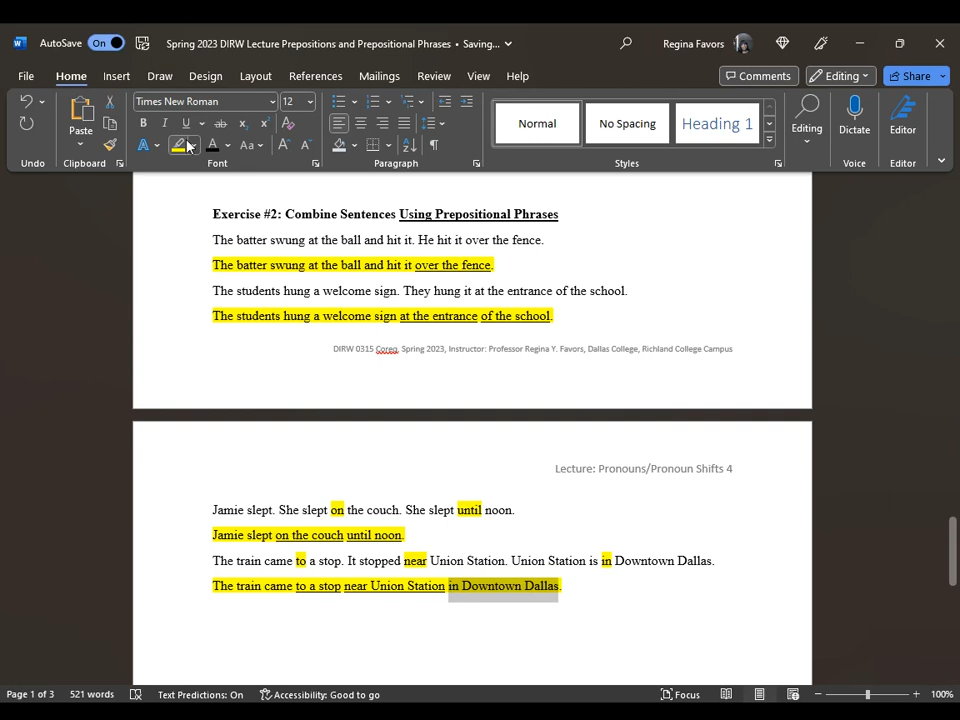 AutoSave On Spring 2023 DIRW Lecture Prepositions and Prepositional Phrases • Saving... Regina Favors
File Home Insert Draw Design Layout References Mailings Review View Help Comments Editing Share
Times New Roman 12
Paste
B I U ab x₂ x² A Aa A A
Normal No Spacing Heading 1
Editing Dictate Editor
Undo Clipboard Font Paragraph Styles Voice Editor
Exercise #2: Combine Sentences Using Prepositional Phrases
The batter swung at the ball and hit it. He hit it over the fence.
The batter swung at the ball and hit it over the fence.
The students hung a welcome sign. They hung it at the entrance of the school.
The students hung a welcome sign at the entrance of the school.
DIRW 0315 Coreq, Spring 2023, Instructor: Professor Regina Y. Favors, Dallas College, Richland College Campus
Lecture: Pronouns/Pronoun Shifts 4
Jamie slept. She slept on the couch. She slept until noon.
Jamie slept on the couch until noon.
The train came to a stop. It stopped near Union Station. Union Station is in Downtown Dallas.
The train came to a stop near Union Station in Downtown Dallas.
Page 1 of 3 521 words Text Predictions: On Accessibility: Good to go Focus 100%